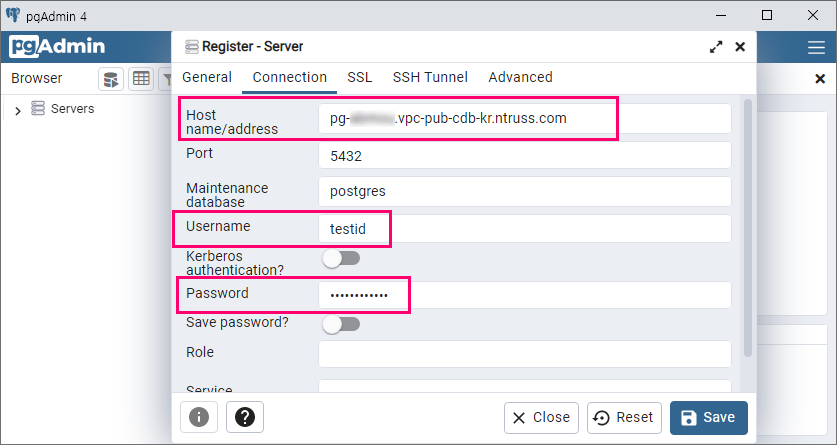 pgAdmin 4
pgAdmin
Browser
Servers
Register - Server
General Connection SSL SSH Tunnel Advanced
Host name/address
pg- .vpc-pub-cdb-kr.ntruss.com
Port
5432
Maintenance database
postgres
Username
testid
Kerberos authentication?
Password
••••••••••••
Save password?
Role
Service
Close
Reset
Save